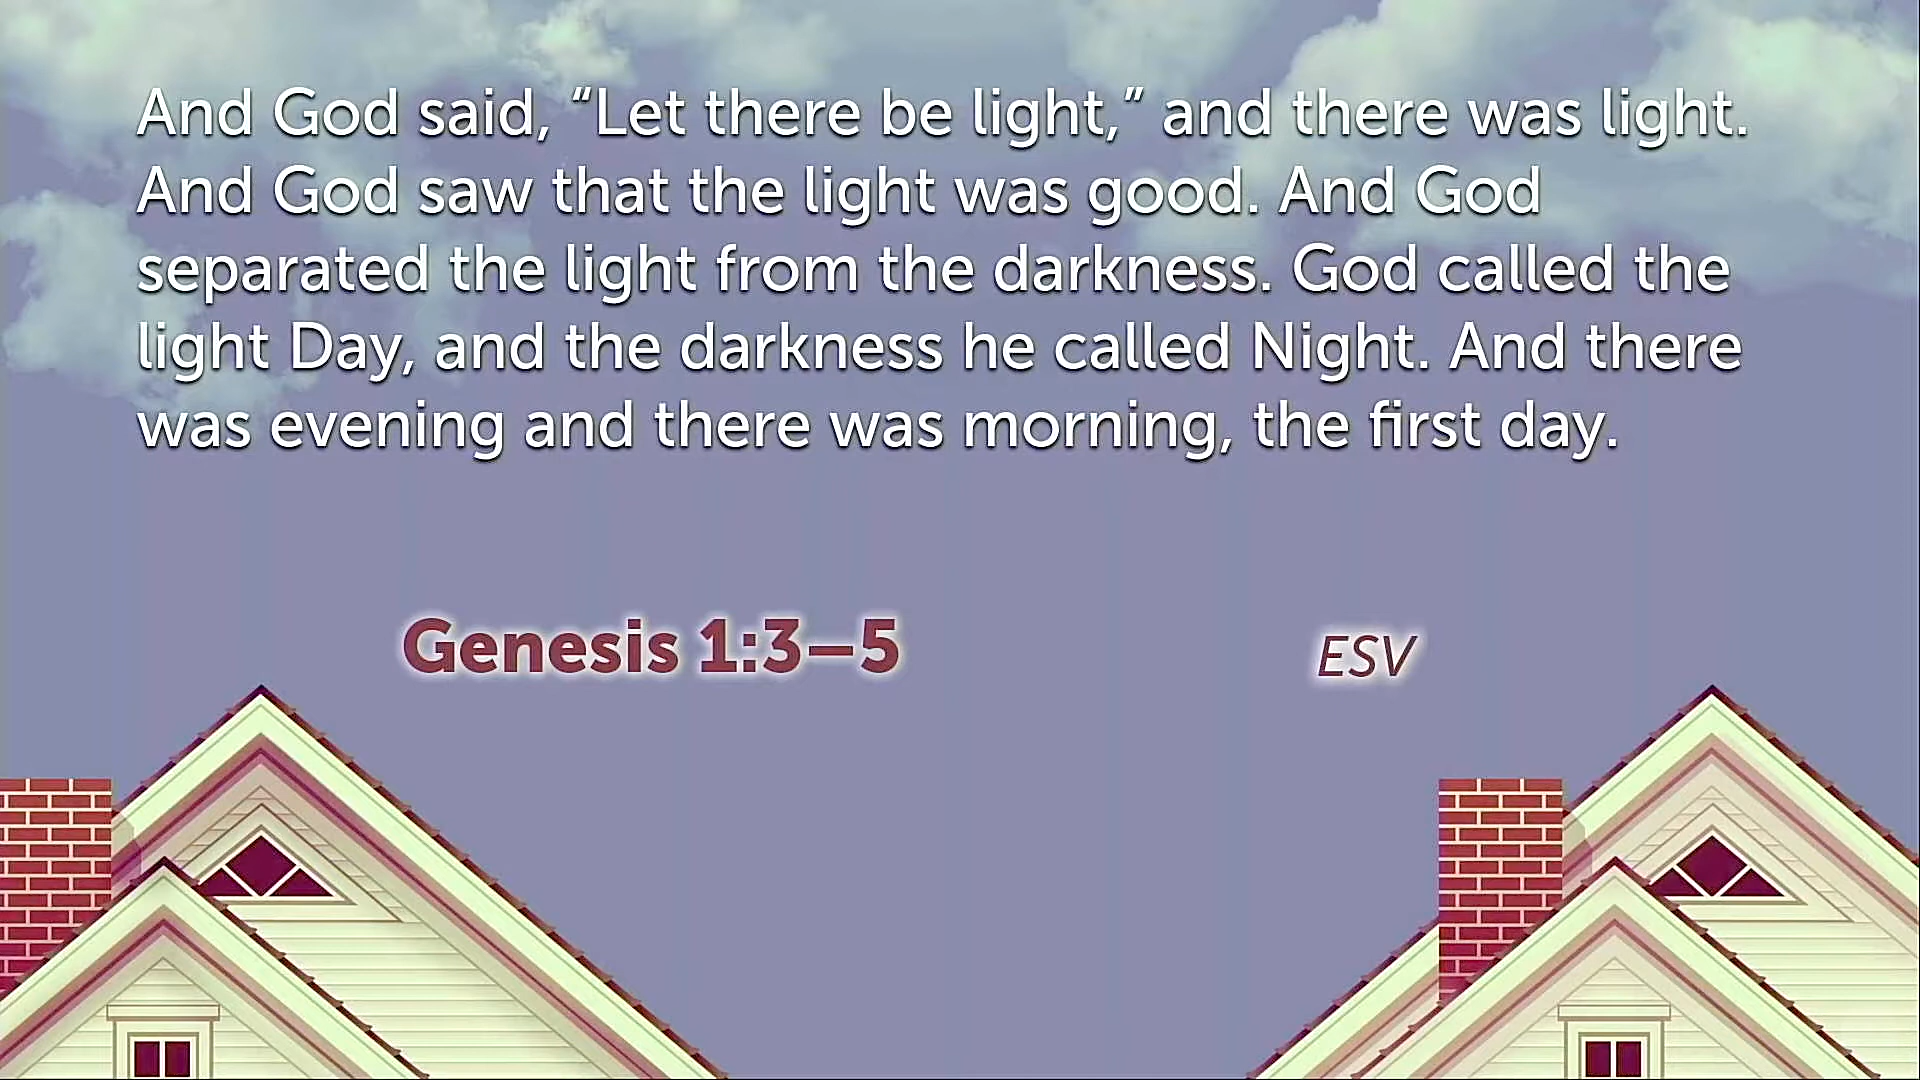 And God said, “Let there be light,” and there was light.
And God saw that the light was good. And God
separated the light from the darkness. God called the
light Day, and the darkness he called Night. And there
was evening and there was morning, the first day.
Genesis 1:3–5
ESV